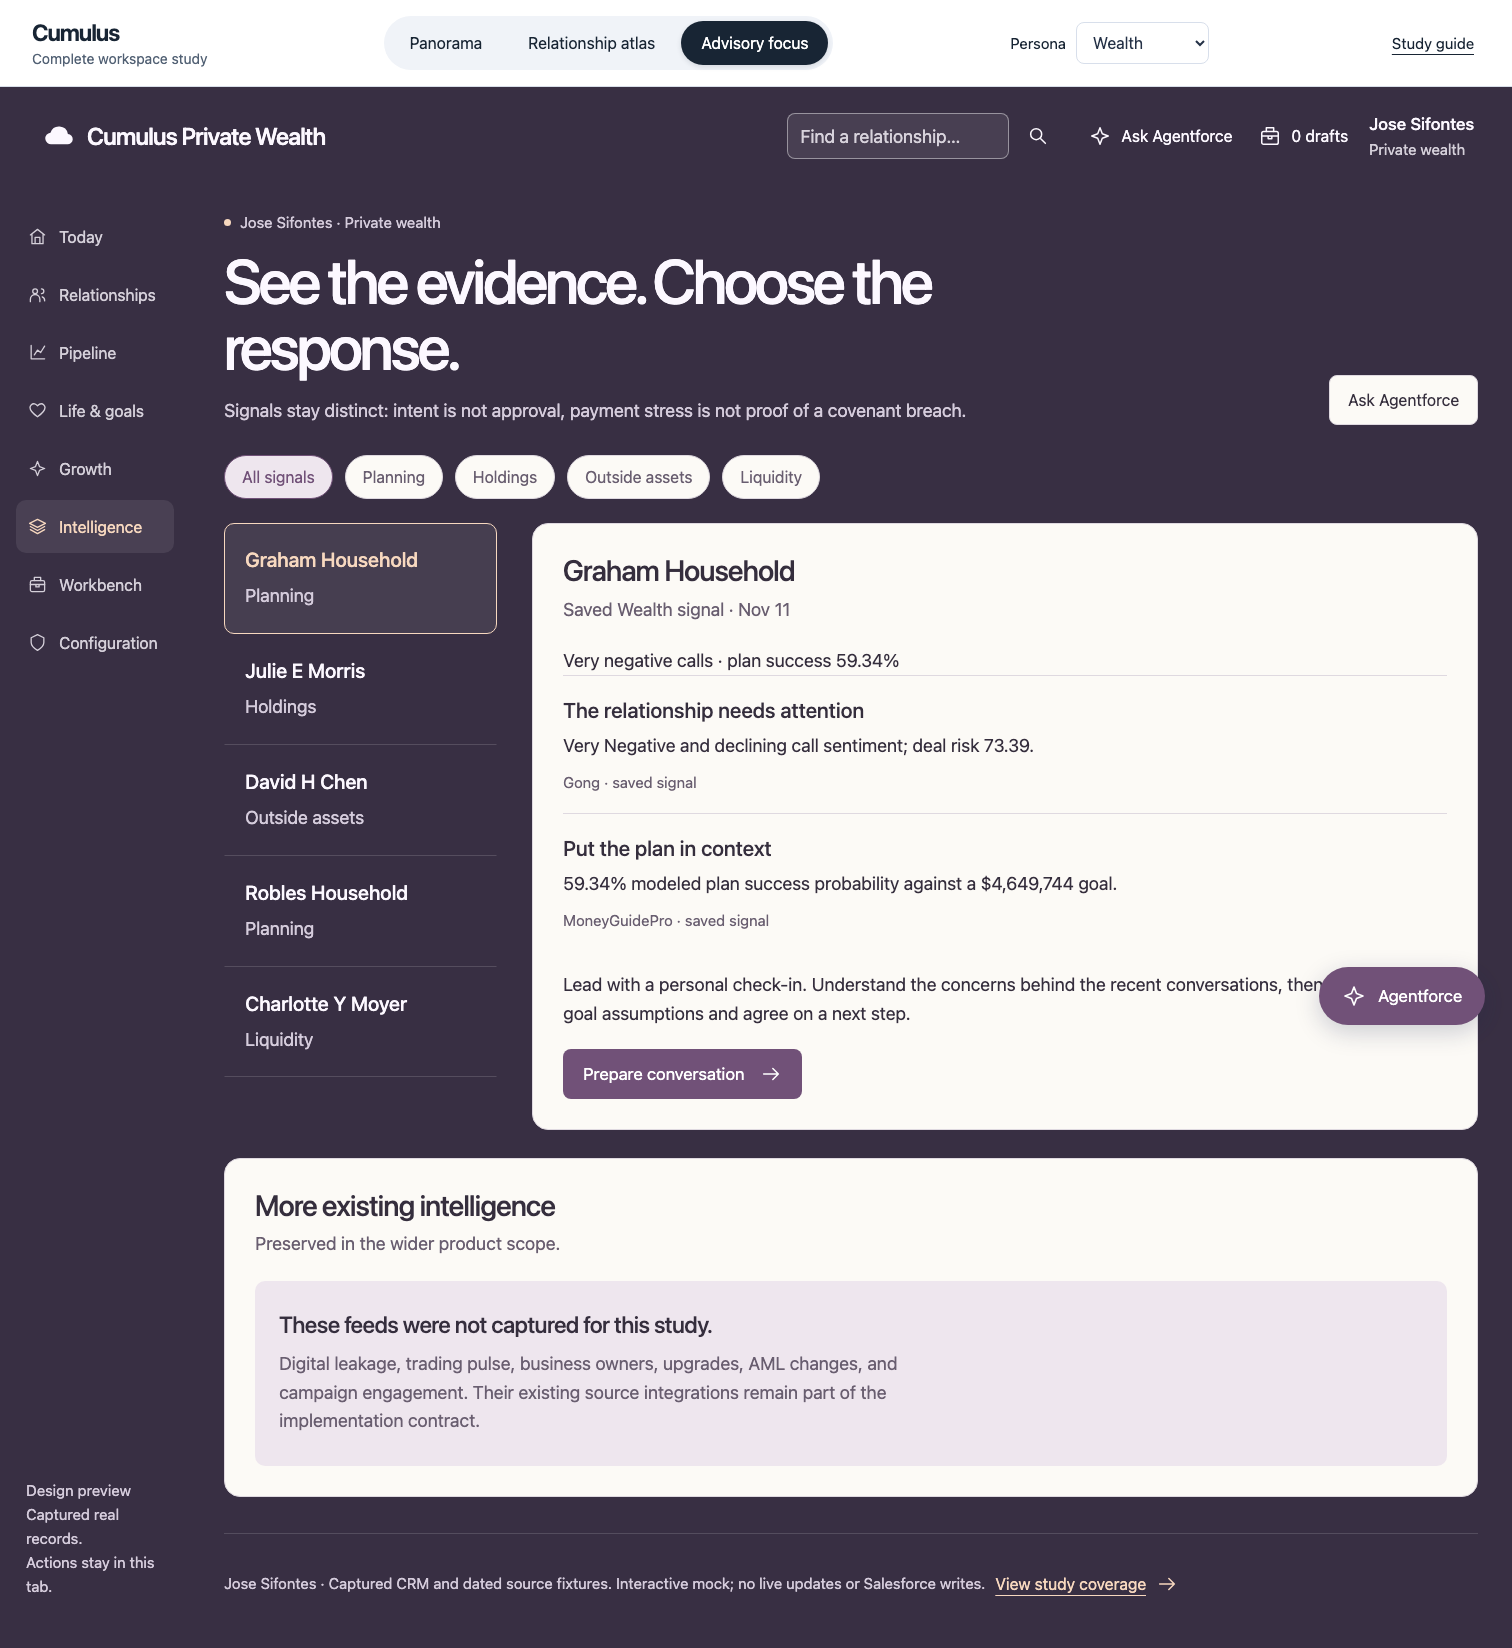 Cumulus
Complete workspace study
Panorama
Relationship atlas
Advisory focus
Persona
Wealth
Study guide
Cumulus Private Wealth
Find a relationship...
Ask Agentforce
0 drafts
Jose Sifontes
Private wealth
Today
Relationships
Pipeline
Life & goals
Growth
Intelligence
Workbench
Configuration
Jose Sifontes · Private wealth
See the evidence. Choose the
response.
Signals stay distinct: intent is not approval, payment stress is not proof of a covenant breach.
Ask Agentforce
All signals
Planning
Holdings
Outside assets
Liquidity
Graham Household
Planning
Julie E Morris
Holdings
David H Chen
Outside assets
Robles Household
Planning
Charlotte Y Moyer
Liquidity
Graham Household
Saved Wealth signal · Nov 11
Very negative calls · plan success 59.34%
The relationship needs attention
Very Negative and declining call sentiment; deal risk 73.39.
Gong · saved signal
Put the plan in context
59.34% modeled plan success probability against a $4,649,744 goal.
MoneyGuidePro · saved signal
Lead with a personal check-in. Understand the concerns behind the recent conversations, then
goal assumptions and agree on a next step.
Agentforce
Prepare conversation
More existing intelligence
Preserved in the wider product scope.
These feeds were not captured for this study.
Digital leakage, trading pulse, business owners, upgrades, AML changes, and
campaign engagement. Their existing source integrations remain part of the
implementation contract.
Design preview
Captured real
records.
Actions stay in this
tab.
Jose Sifontes · Captured CRM and dated source fixtures. Interactive mock; no live updates or Salesforce writes.
View study coverage